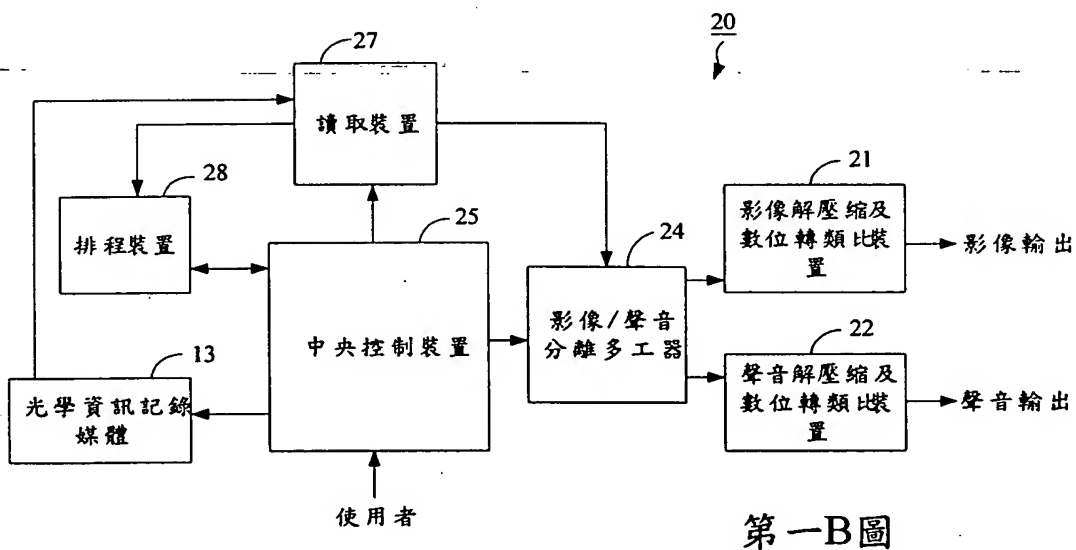 20
27
讀取裝置
28
排程裝置
25
中央控制裝置
24
影像/聲音
分離多工器
21
影像解壓縮及
數位轉類比裝
置
影像輸出
22
聲音解壓縮及
數位轉類比裝
置
聲音輸出
13
光學資訊記錄
媒體
使用者
第一B圖